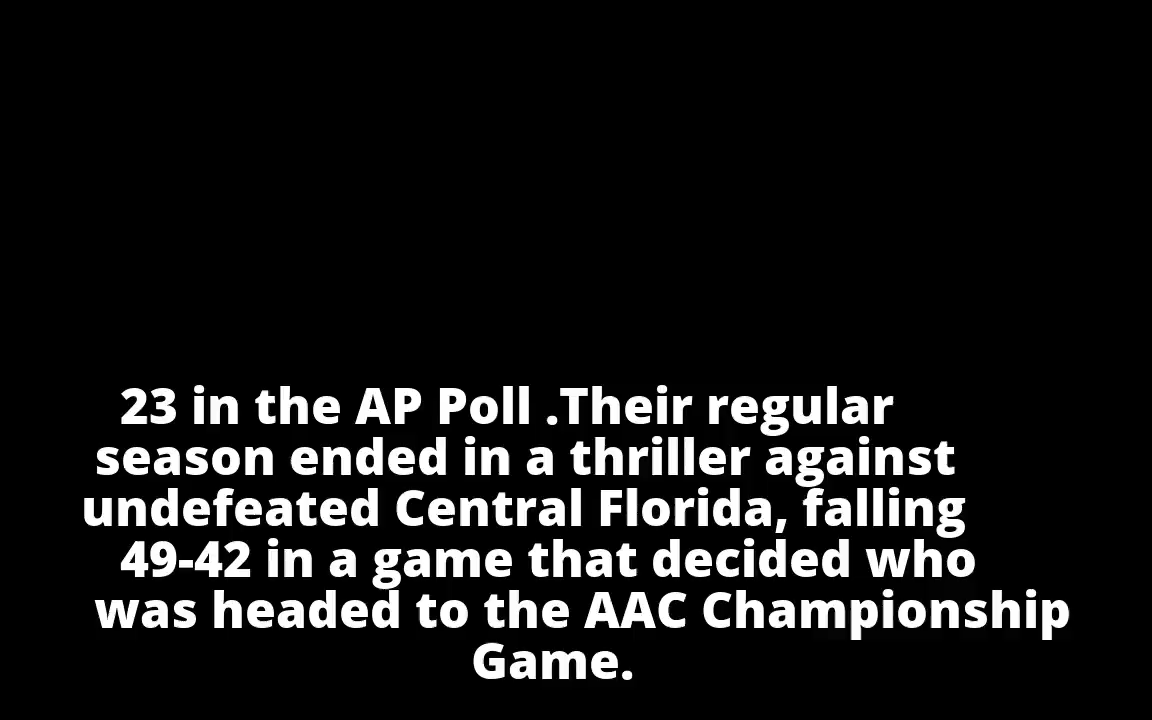 23 in the AP Poll .Their regular
season ended in a thriller against
undefeated Central Florida, falling
49-42 in a game that decided who
was headed to the AAC Championship
Game.